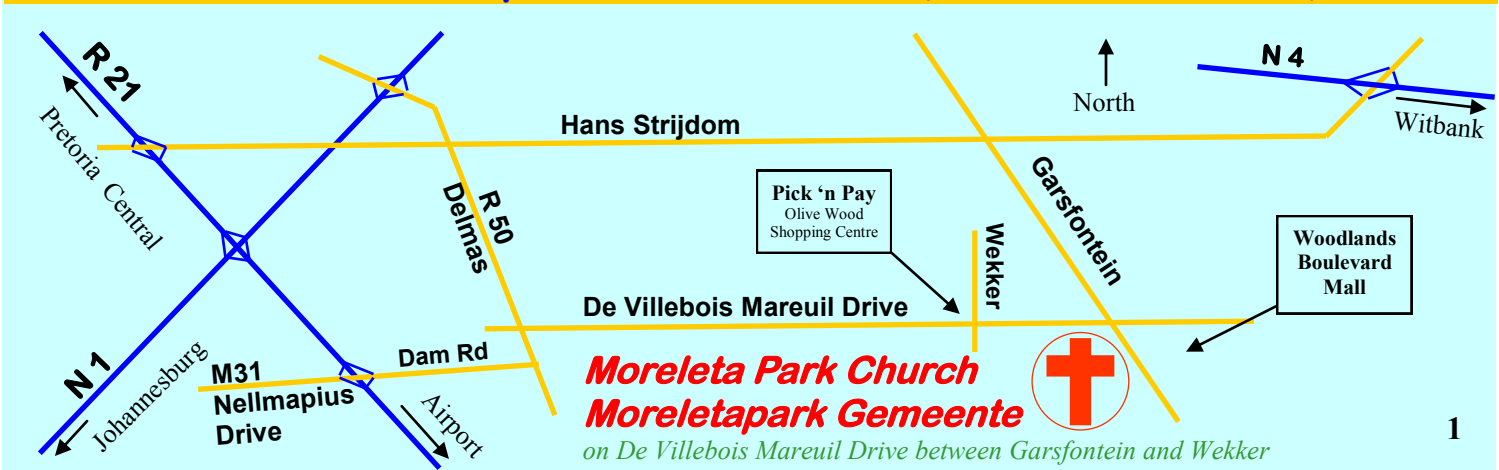 R 21
Pretoria Central
Hans Strijdom
North
N 4
Witbank
R 50
Delmas
Pick ‘n Pay
Olive Wood
Shopping Centre
Wekker
Garsfontein
Woodlands
Boulevard
Mall
De Villebois Mareuil Drive
N 1
Johannesburg
M31
Nellmapius
Drive
Dam Rd
Airport
Moreleta Park Church
Moreletapark Gemeente
on De Villebois Mareuil Drive between Garsfontein and Wekker
1